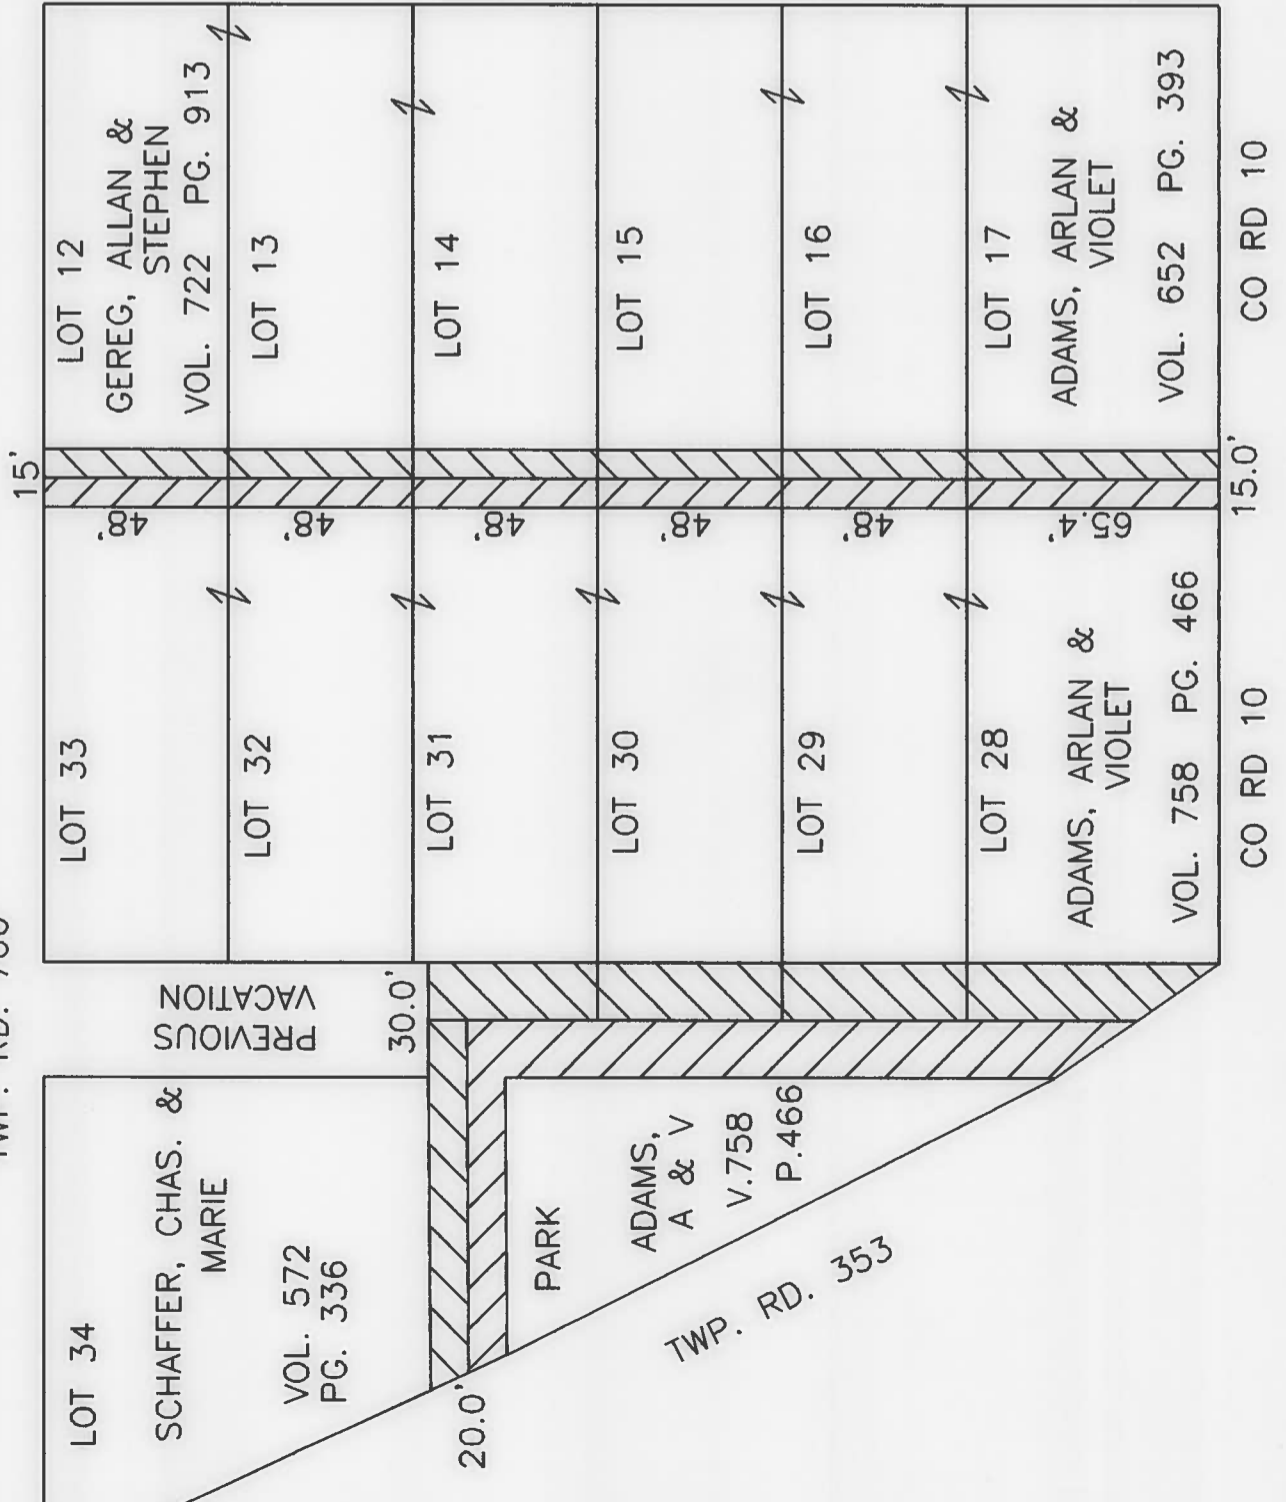 15'
LOT 12
GEREG, ALLAN &
STEPHEN
VOL. 722 PG. 913
LOT 13
LOT 14
LOT 15
LOT 16
LOT 17
ADAMS, ARLAN &
VIOLET
VOL. 652 PG. 393
CO RD 10
48'
48'
48'
48'
48'
65.4'
15.0'
LOT 33
LOT 32
LOT 31
LOT 30
LOT 29
LOT 28
ADAMS, ARLAN &
VIOLET
VOL. 758 PG. 466
CO RD 10
TWP. RD.
PREVIOUS
VACATION
30.0'
LOT 34
SCHAFFER, CHAS. &
MARIE
VOL. 572
PG. 336
20.0'
PARK
ADAMS,
A & V
V.758
P.466
TWP. RD. 353